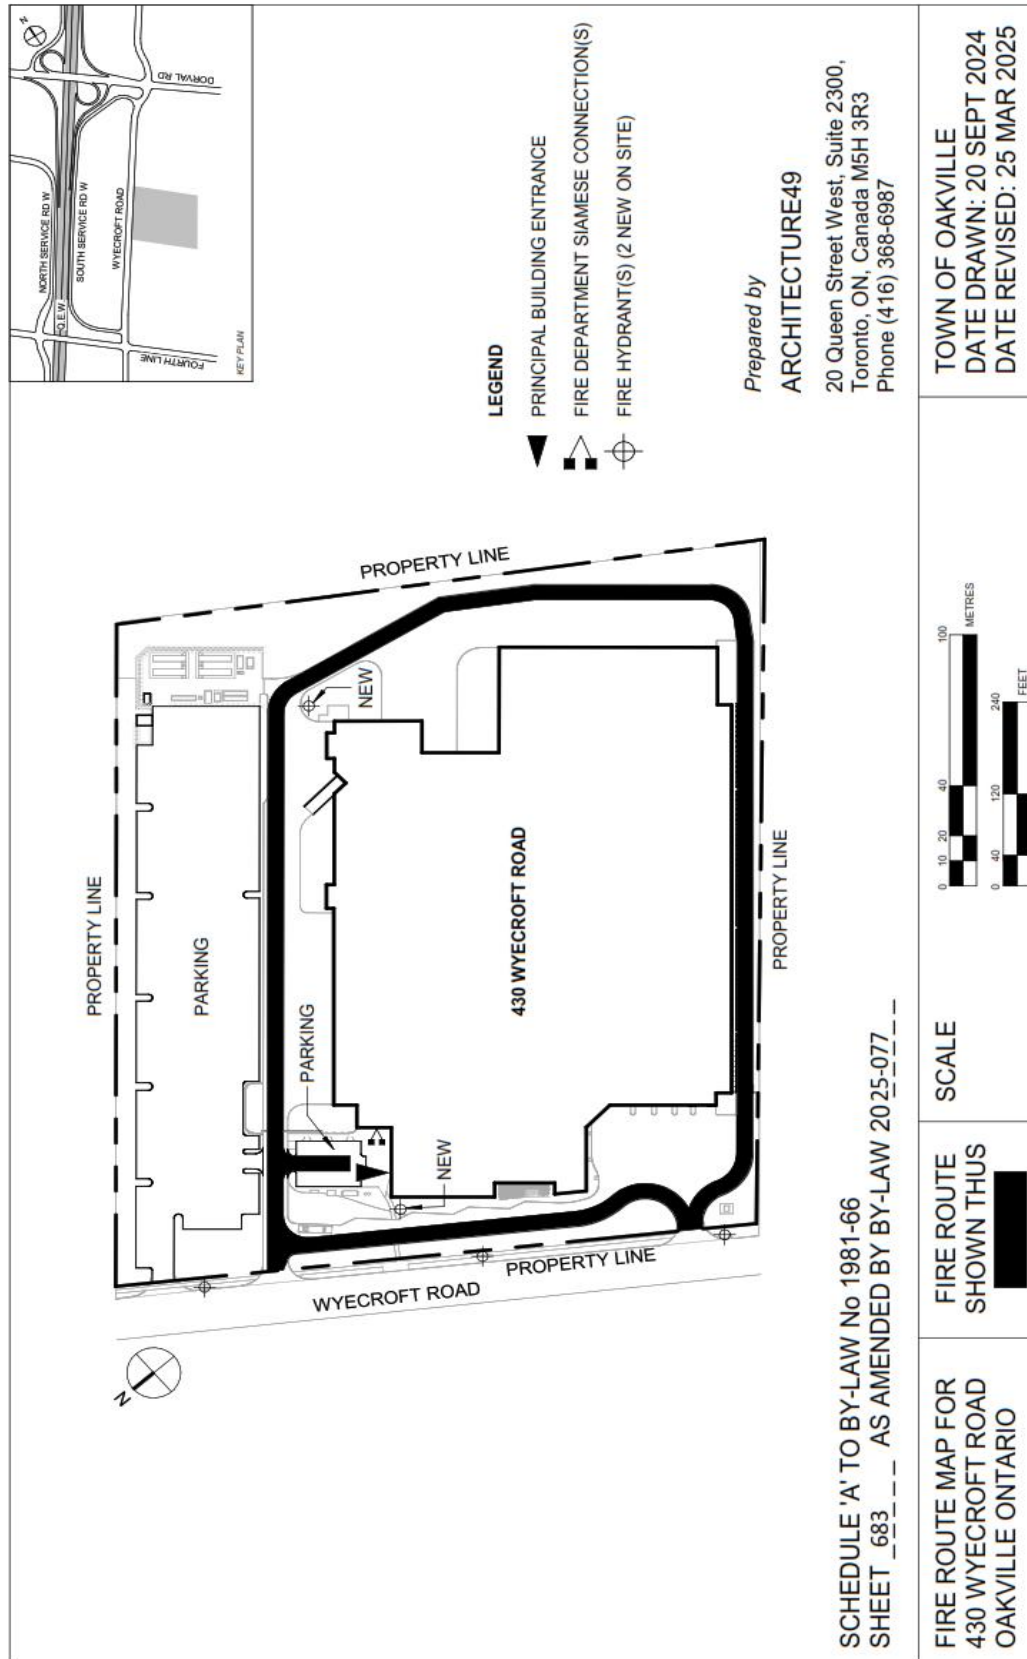 N
NORTH SERVICE RD W
Q.E.W
SOUTH SERVICE RD W
WYECROFT ROAD
FOURTH LINE
DORVAL RD
KEY PLAN
LEGEND
PRINCIPAL BUILDING ENTRANCE
FIRE DEPARTMENT SIAMESE CONNECTION(S)
FIRE HYDRANT(S) (2 NEW ON SITE)
Prepared by
ARCHITECTURE49
20 Queen Street West, Suite 2300,
Toronto, ON, Canada M5H 3R3
Phone (416) 368-6987
N
PROPERTY LINE
PARKING
PARKING
NEW
NEW
430 WYECROFT ROAD
PROPERTY LINE
PROPERTY LINE
PROPERTY LINE
WYECROFT ROAD
SCHEDULE 'A' TO BY-LAW No 1981-66
SHEET 683 AS AMENDED BY BY-LAW 2025-077
FIRE ROUTE MAP FOR
430 WYECROFT ROAD
OAKVILLE ONTARIO
FIRE ROUTE
SHOWN THUS
SCALE
0 10 20 40 100
METRES
0 40 120 240
FEET
TOWN OF OAKVILLE
DATE DRAWN: 20 SEPT 2024
DATE REVISED: 25 MAR 2025